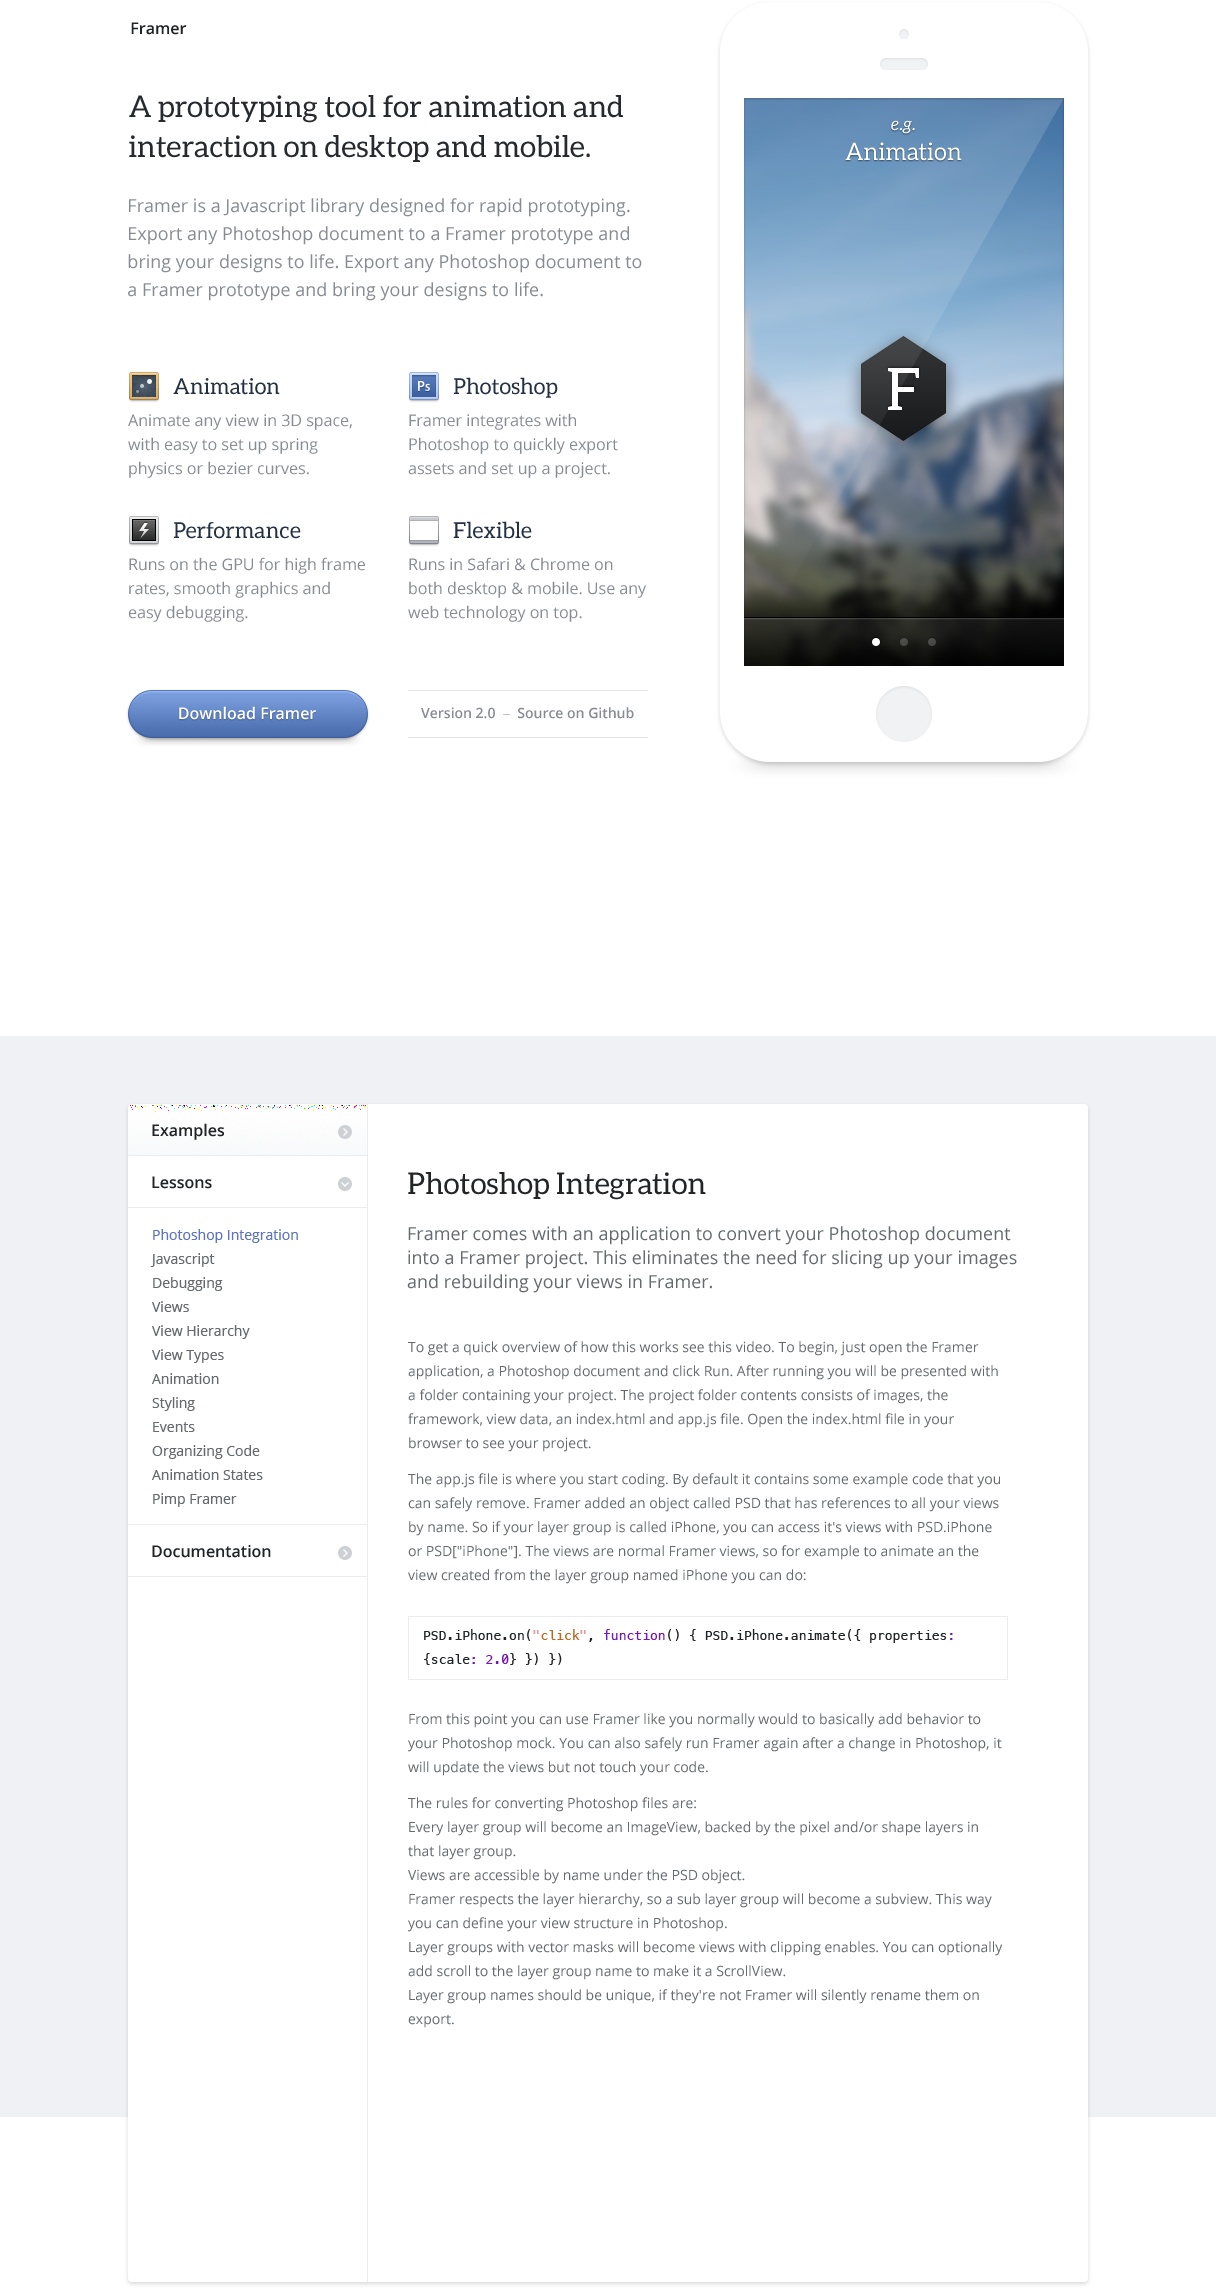 Framer
A prototyping tool for animation and
interaction on desktop and mobile.
Framer is a Javascript library designed for rapid prototyping.
Export any Photoshop document to a Framer prototype and
bring your designs to life. Export any Photoshop document to
a Framer prototype and bring your designs to life.
Animation
Animate any view in 3D space,
with easy to set up spring
physics or bezier curves.
Ps
Photoshop
Framer integrates with
Photoshop to quickly export
assets and set up a project.
Performance
Runs on the GPU for high frame
rates, smooth graphics and
easy debugging.
Flexible
Runs in Safari & Chrome on
both desktop & mobile. Use any
web technology on top.
Download Framer
Version 2.0 – Source on Github
e.g.
Animation
F
Examples
Lessons
Photoshop Integration
Javascript
Debugging
Views
View Hierarchy
View Types
Animation
Styling
Events
Organizing Code
Animation States
Pimp Framer
Documentation
Photoshop Integration
Framer comes with an application to convert your Photoshop document
into a Framer project. This eliminates the need for slicing up your images
and rebuilding your views in Framer.
To get a quick overview of how this works see this video. To begin, just open the Framer
application, a Photoshop document and click Run. After running you will be presented with
a folder containing your project. The project folder contents consists of images, the
framework, view data, an index.html and app.js file. Open the index.html file in your
browser to see your project.
The app.js file is where you start coding. By default it contains some example code that you
can safely remove. Framer added an object called PSD that has references to all your views
by name. So if your layer group is called iPhone, you can access it's views with PSD.iPhone
or PSD["iPhone"]. The views are normal Framer views, so for example to animate an the
view created from the layer group named iPhone you can do:
PSD.iPhone.on("click", function() { PSD.iPhone.animate({ properties:
{scale: 2.0} }) })
From this point you can use Framer like you normally would to basically add behavior to
your Photoshop mock. You can also safely run Framer again after a change in Photoshop, it
will update the views but not touch your code.
The rules for converting Photoshop files are:
Every layer group will become an ImageView, backed by the pixel and/or shape layers in
that layer group.
Views are accessible by name under the PSD object.
Framer respects the layer hierarchy, so a sub layer group will become a subview. This way
you can define your view structure in Photoshop.
Layer groups with vector masks will become views with clipping enables. You can optionally
add scroll to the layer group name to make it a ScrollView.
Layer group names should be unique, if they're not Framer will silently rename them on
export.